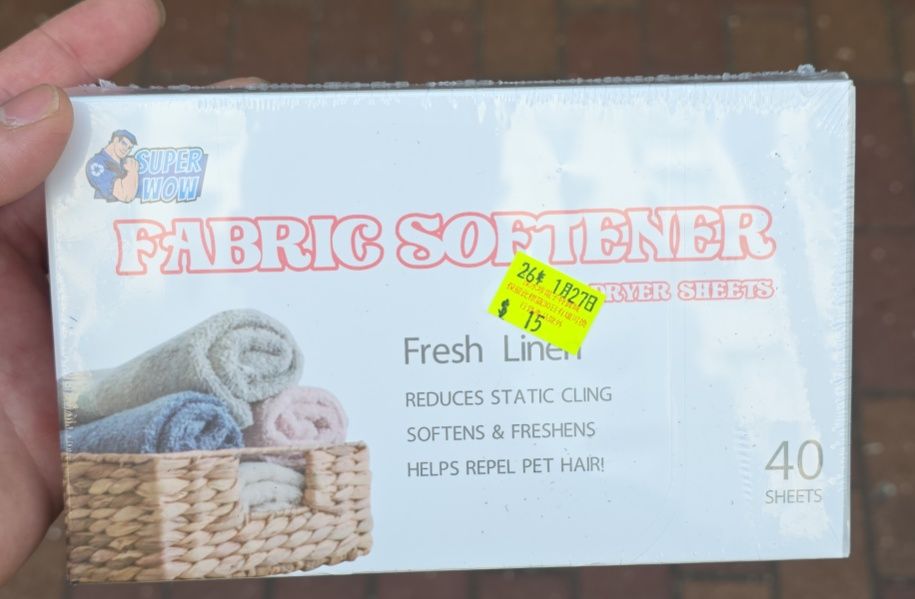 SUPER
WOW
FABRIC SOFTENER
DRYER SHEETS
26年 1月27日
$ 15
Fresh Linen
REDUCES STATIC CLING
SOFTENS & FRESHENS
HELPS REPEL PET HAIR!
40
SHEETS